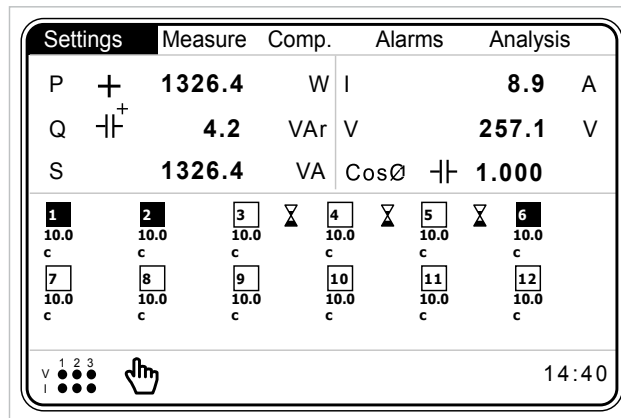 Settings Measure Comp. Alarms Analysis
P 1326.4 W I 8.9 A
Q 4.2 VAr V 257.1 V
S 1326.4 VA CosØ 1.000
1 2 3 4 5 6
10.0 10.0 10.0 10.0 10.0 10.0
c c c c c c
7 8 9 10 11 12
10.0 10.0 10.0 10.0 10.0 10.0
c c c c c c
1 2 3
V
I
14:40